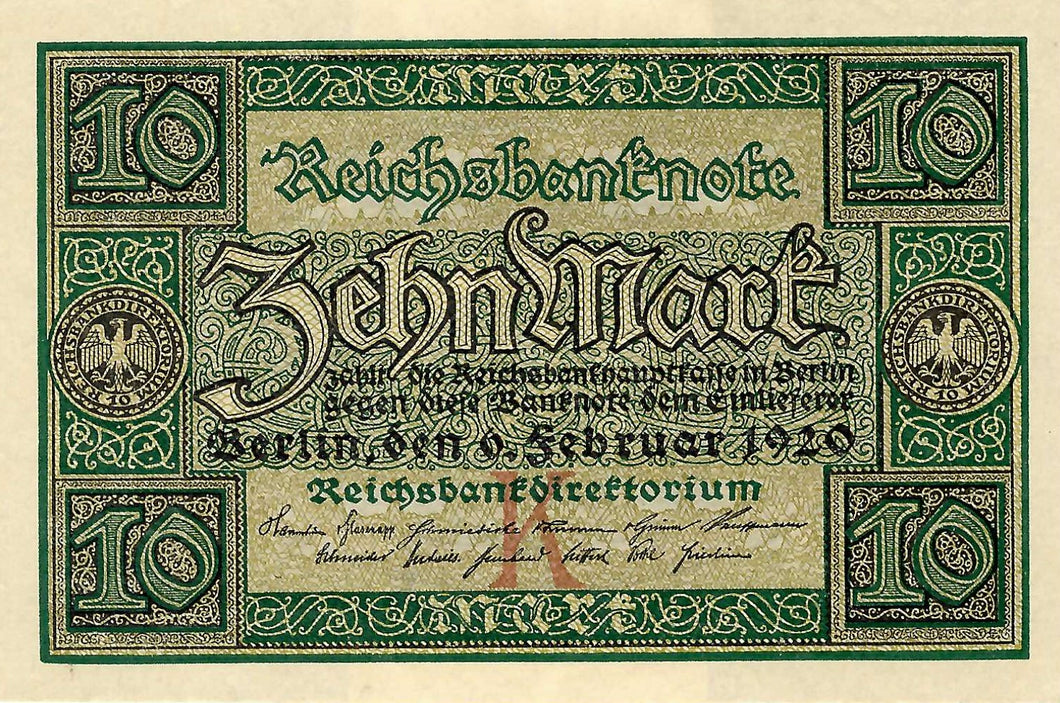 10 10
Reichsbanknote
Zehn Mark
zahlt die Reichsbankhauptkasse in Berlin
gegen diese Banknote dem Einlieferer
Berlin, den 6. Februar 1920
Reichsbankdirektorium
REICHSBANKDIREKTORIUM 10
REICHSBANKDIREKTORIUM 10
K
Schneider
10 10